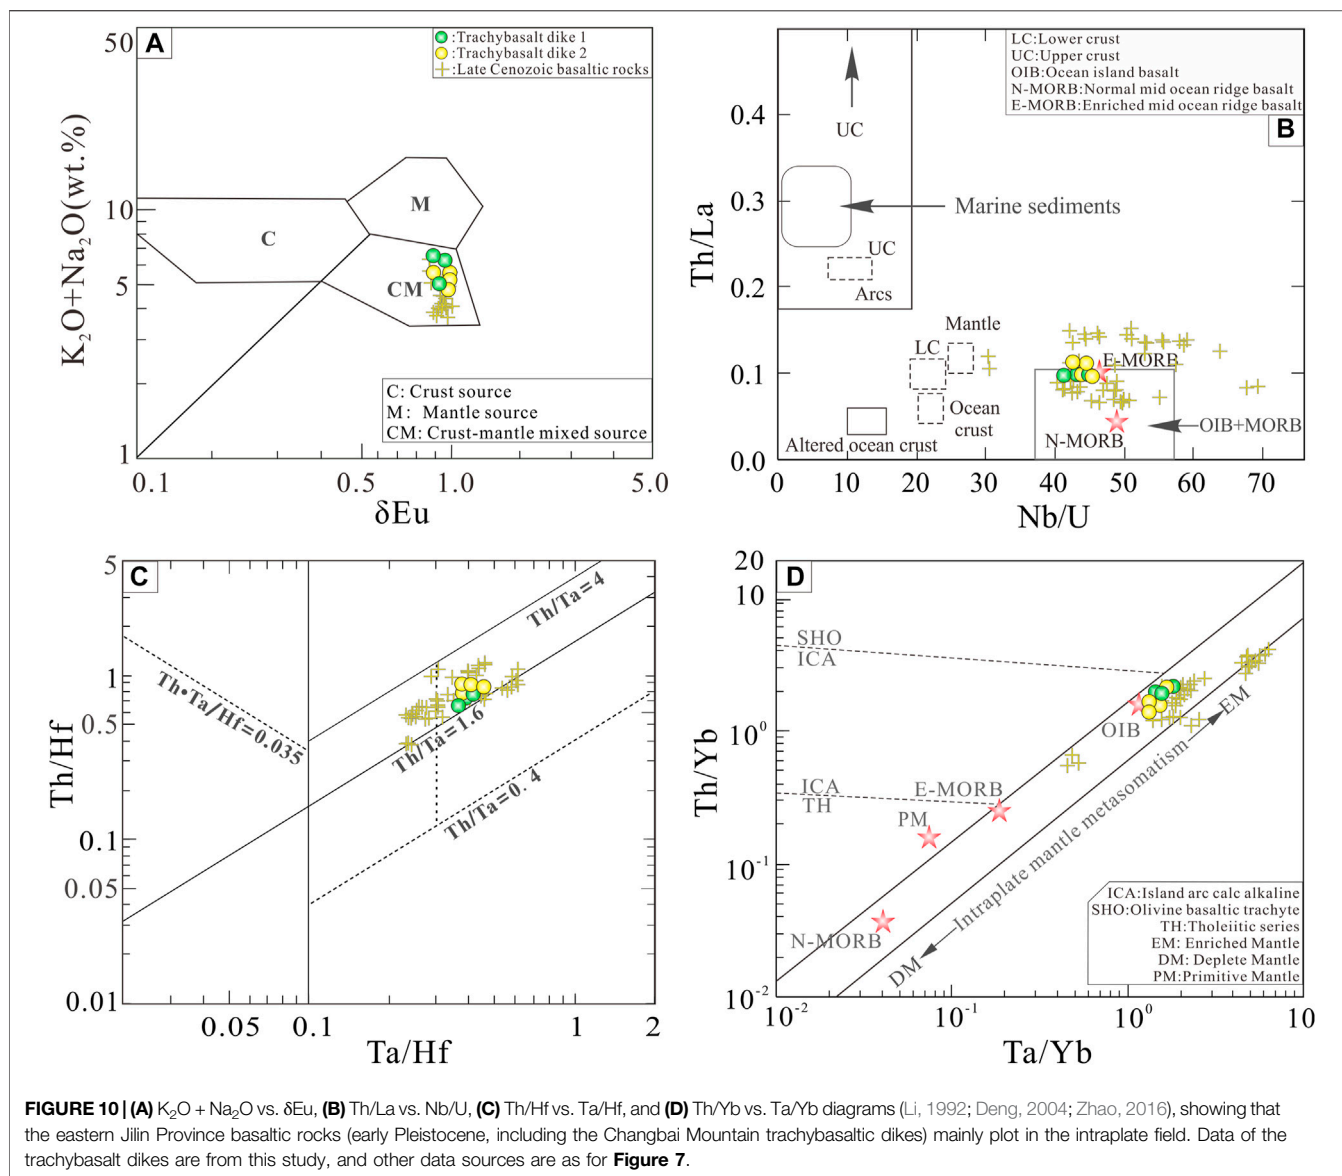 50
A
:Trachybasalt dike 1
:Trachybasalt dike 2
:Late Cenozoic basaltic rocks
M
10
C
5
CM
C: Crust source
M: Mantle source
CM: Crust-mantle mixed source
1
0.1
0.5
1.0
5.0
K₂O+Na₂O(wt.%)
δEu
LC:Lower crust
UC:Upper crust
OIB:Ocean island basalt
N-MORB:Normal mid ocean ridge basalt
E-MORB:Enriched mid ocean ridge basalt
B
0.4
UC
0.3
Marine sediments
UC
0.2
Arcs
Mantle
LC
E-MORB
0.1
Ocean
crust
OIB+MORB
N-MORB
Altered ocean crust
0.0
0 10 20 30 40 50 60 70
Th/La
Nb/U
5
C
Th/Ta=4
1
Th•Ta/Hf=0.035
0.5
Th/Ta=1.6
Th/Ta=0.4
0.1
0.05
0.01
0.05 0.1 1 2
Th/Hf
Ta/Hf
20
D
10
SHO
ICA
EM
OIB
10⁰
ICA
TH
E-MORB
PM
Intraplate mantle metasomatism
10⁻¹
N-MORB
DM
ICA:Island arc calc alkaline
SHO:Olivine basaltic trachyte
TH:Tholeiitic series
EM: Enriched Mantle
DM: Deplete Mantle
PM:Primitive Mantle
10⁻²
10⁻² 10⁻¹ 10⁰ 10
Th/Yb
Ta/Yb
FIGURE 10 | (A) K₂O + Na₂O vs. δEu, (B) Th/La vs. Nb/U, (C) Th/Hf vs. Ta/Hf, and (D) Th/Yb vs. Ta/Yb diagrams (Li, 1992; Deng, 2004; Zhao, 2016), showing that
the eastern Jilin Province basaltic rocks (early Pleistocene, including the Changbai Mountain trachybasaltic dikes) mainly plot in the intraplate field. Data of the
trachybasalt dikes are from this study, and other data sources are as for Figure 7.